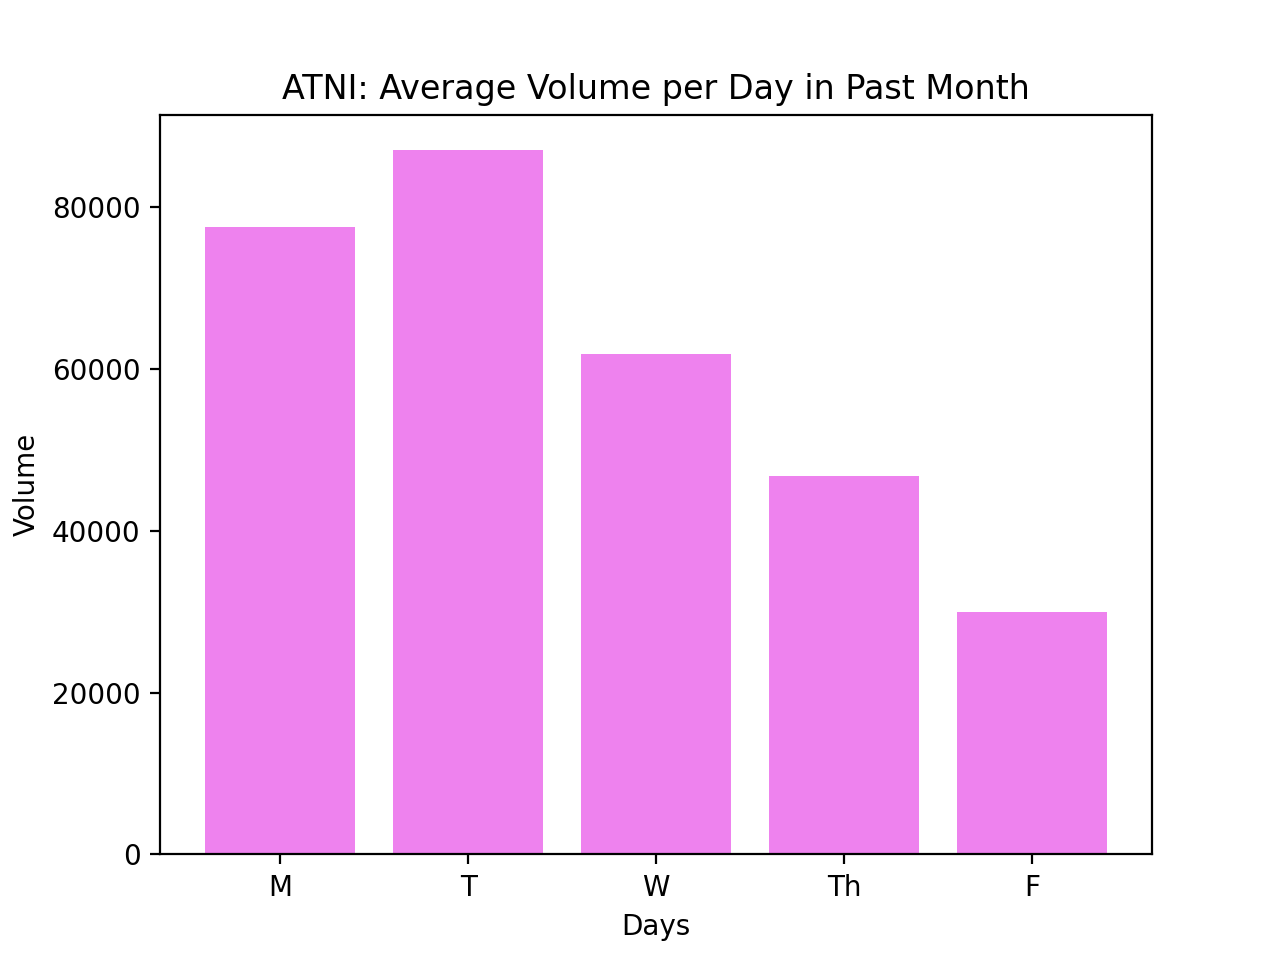 ATNI: Average Volume per Day in Past Month
80000
60000
40000
20000
0
Volume
M T W Th F
Days